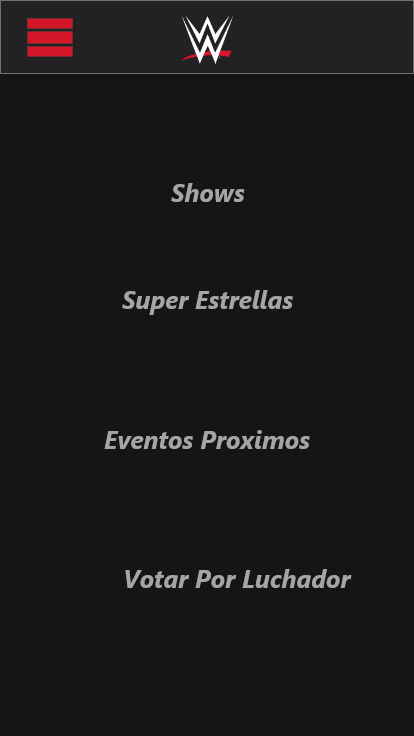 W
Shows
Super Estrellas
Eventos Proximos
Votar Por Luchador